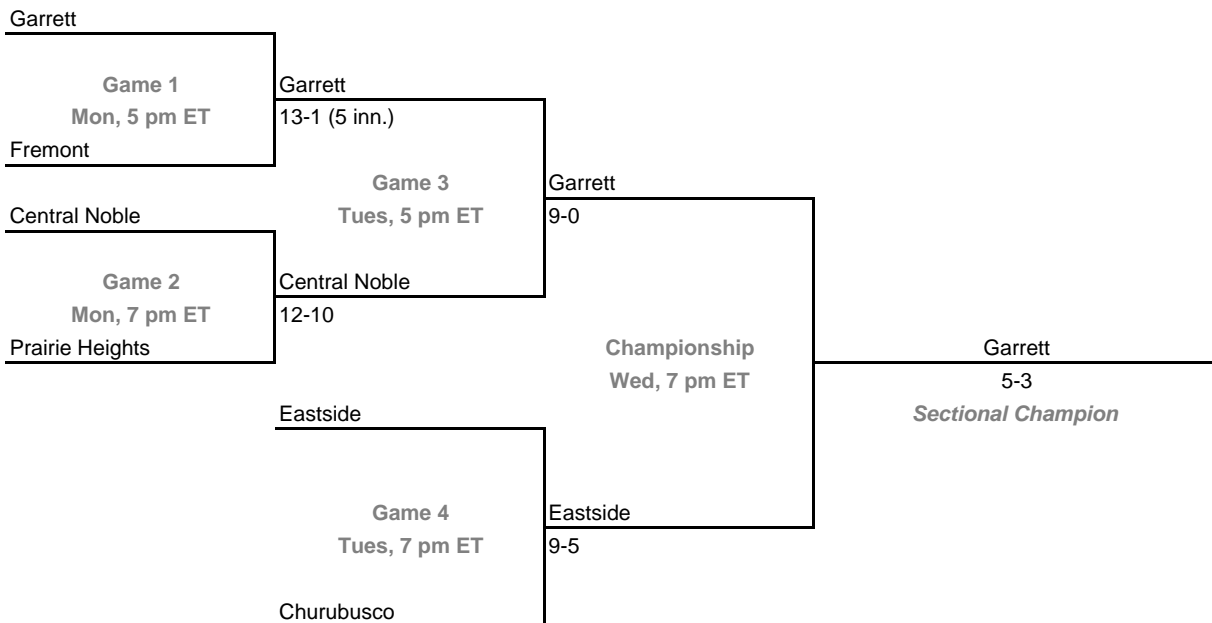 Garrett
Game 1
Mon, 5 pm ET
Fremont
Garrett
13-1 (5 inn.)
Central Noble
Game 2
Mon, 7 pm ET
Prairie Heights
Central Noble
12-10
Game 3
Tues, 5 pm ET
Garrett
9-0
Eastside
Game 4
Tues, 7 pm ET
Churubusco
Eastside
9-5
Championship
Wed, 7 pm ET
Garrett
5-3
Sectional Champion